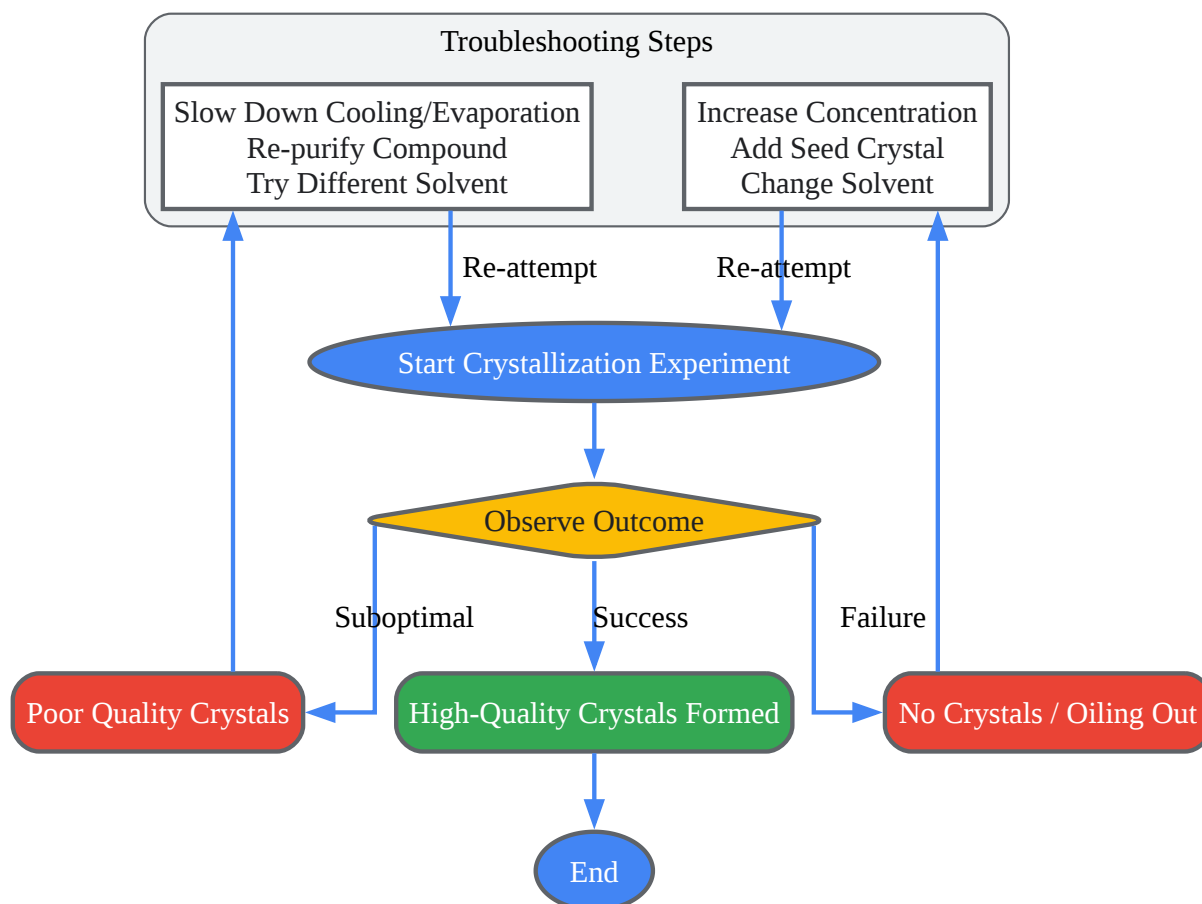 Troubleshooting Steps
Slow Down Cooling/Evaporation
Re-purify Compound
Try Different Solvent
Increase Concentration
Add Seed Crystal
Change Solvent
Re-attempt
Re-attempt
Start Crystallization Experiment
Observe Outcome
Suboptimal
Success
Failure
Poor Quality Crystals
High-Quality Crystals Formed
No Crystals / Oiling Out
End